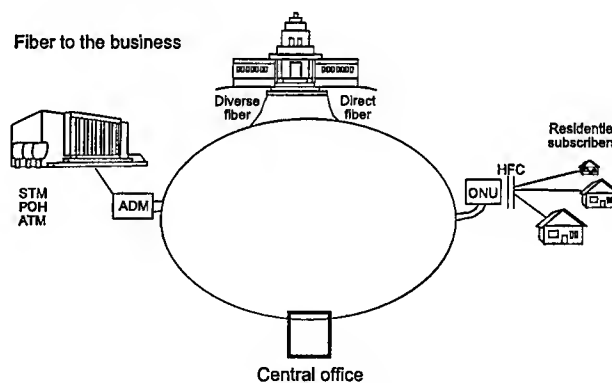 Fiber to the business
Diverse
fiber
Direct
fiber
Residential
subscribers
HFC
ONU
STM
POH
ATM
ADM
Central office